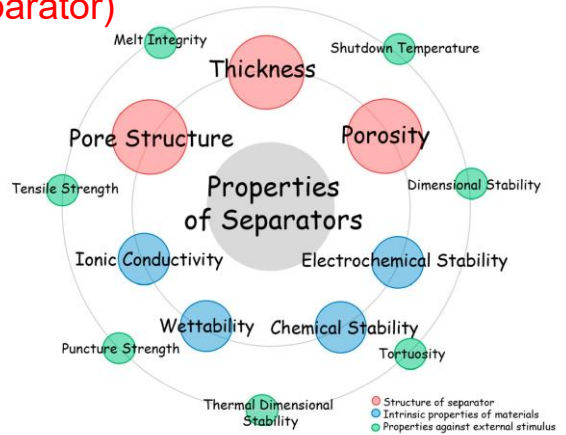 parator)
Melt Integrity
Shutdown Temperature
Thickness
Pore Structure
Porosity
Tensile Strength
Properties
of Separators
Dimensional Stability
Ionic Conductivity
Electrochemical Stability
Wettability
Chemical Stability
Puncture Strength
Tortuosity
Thermal Dimensional
Stability
Structure of separator
Intrinsic properties of materials
Properties against external stimulus